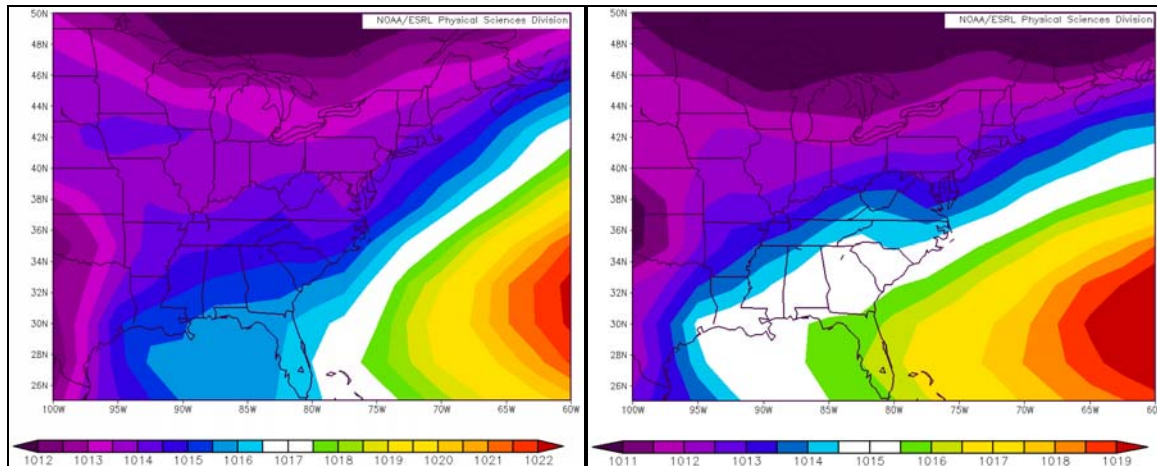 NOAA/ESRL Physical Sciences Division
50N
48N
46N
44N
42N
40N
38N
36N
34N
32N
30N
28N
26N
100W 95W 90W 85W 80W 75W 70W 65W 60W
1012 1013 1014 1015 1016 1017 1018 1019 1020 1021 1022
NOAA/ESRL Physical Sciences Division
50N
48N
46N
44N
42N
40N
38N
36N
34N
32N
30N
28N
26N
100W 95W 90W 85W 80W 75W 70W 65W 60W
1011 1012 1013 1014 1015 1016 1017 1018 1019